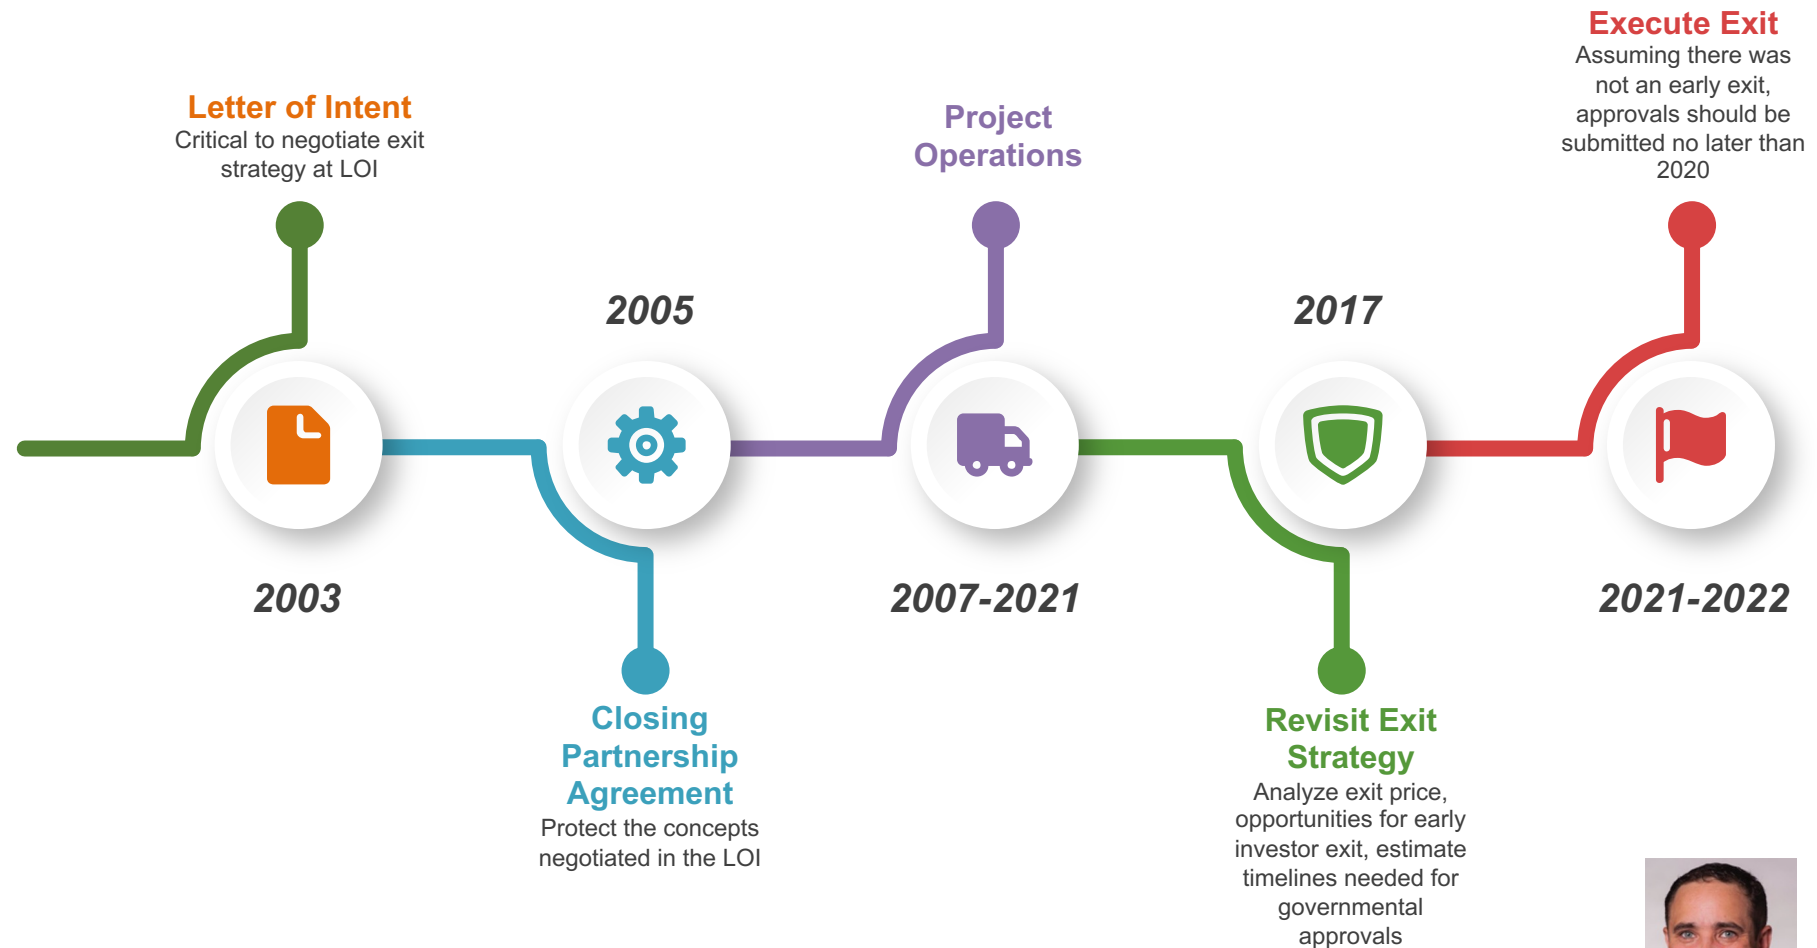 Letter of Intent
Critical to negotiate exit
strategy at LOI
2003
2005
Closing
Partnership
Agreement
Protect the concepts
negotiated in the LOI
Project
Operations
2007-2021
2017
Revisit Exit
Strategy
Analyze exit price,
opportunities for early
investor exit, estimate
timelines needed for
governmental
approvals
Execute Exit
Assuming there was
not an early exit,
approvals should be
submitted no later than
2020
2021-2022